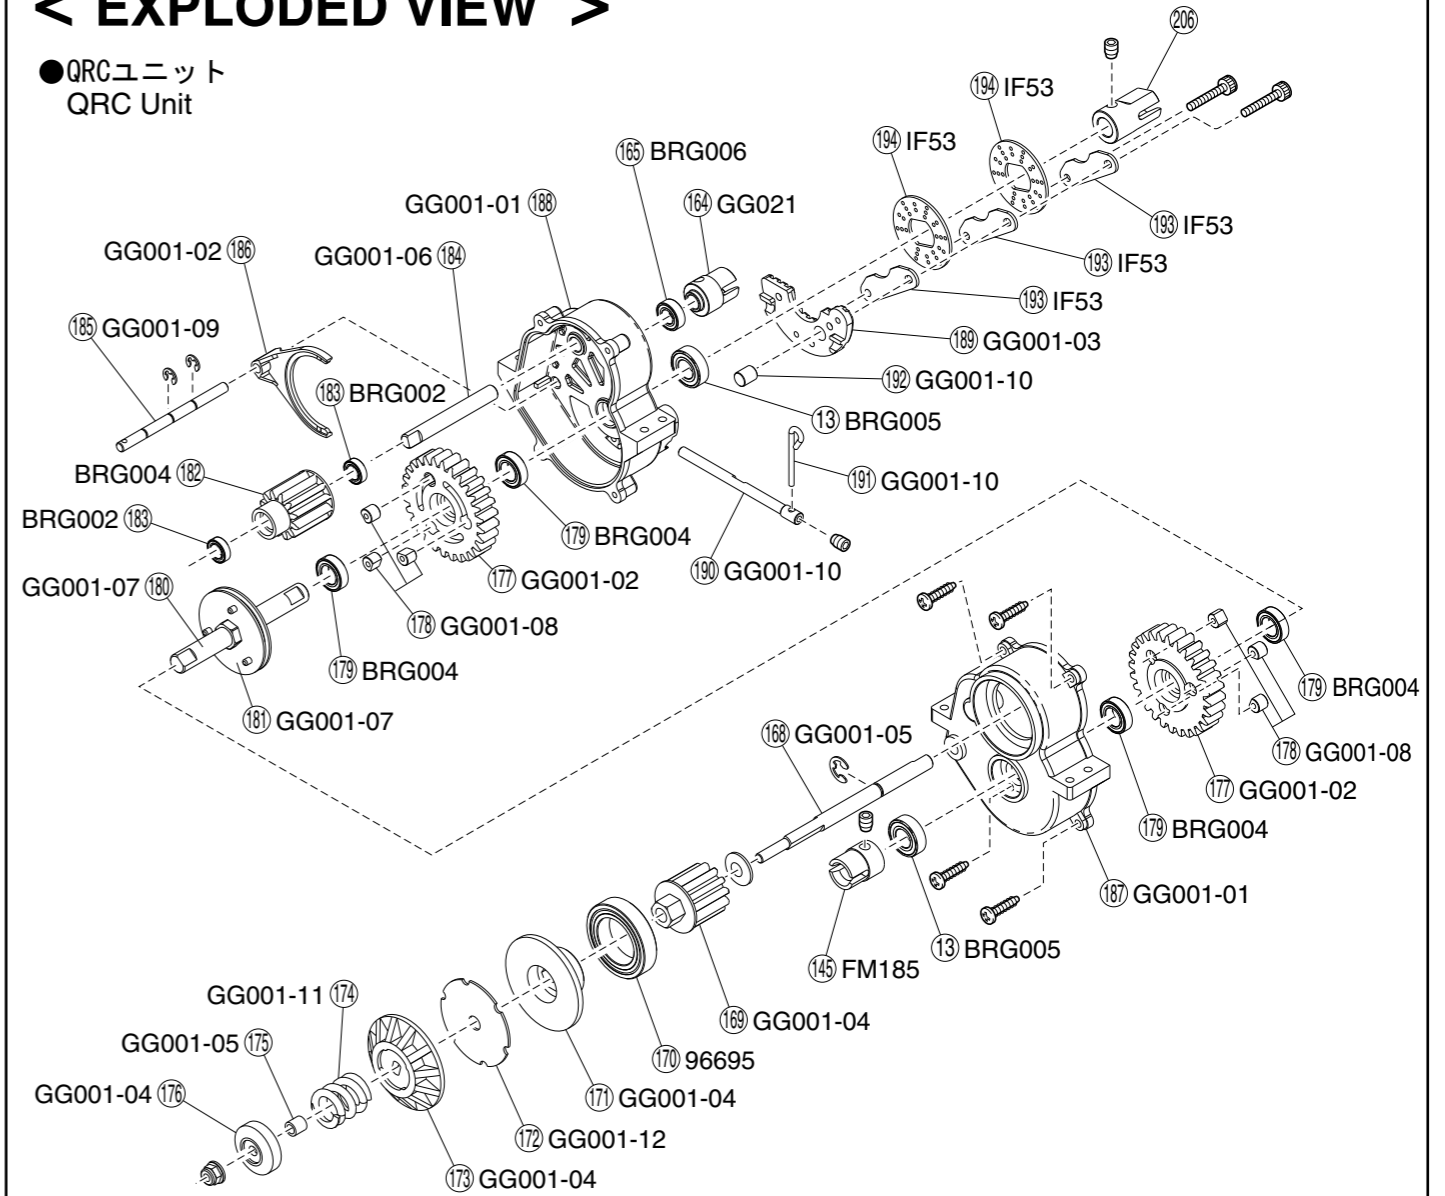 < EXPLODED VIEW >
●QRCユニット
QRC Unit
206
194 IF53
194 IF53
165 BRG006
GG001-01 188
164 GG021
193 IF53
GG001-02 186
GG001-06 184
193 IF53
193 IF53
185 GG001-09
189 GG001-03
183 BRG002
192 GG001-10
13 BRG005
BRG004 182
191 GG001-10
BRG002 183
179 BRG004
190 GG001-10
GG001-07 180
177 GG001-02
178 GG001-08
179 BRG004
179 BRG004
181 GG001-07
168 GG001-05
178 GG001-08
177 GG001-02
179 BRG004
187 GG001-01
13 BRG005
145 FM185
GG001-11 174
169 GG001-04
GG001-05 175
170 96695
GG001-04 176
171 GG001-04
172 GG001-12
173 GG001-04